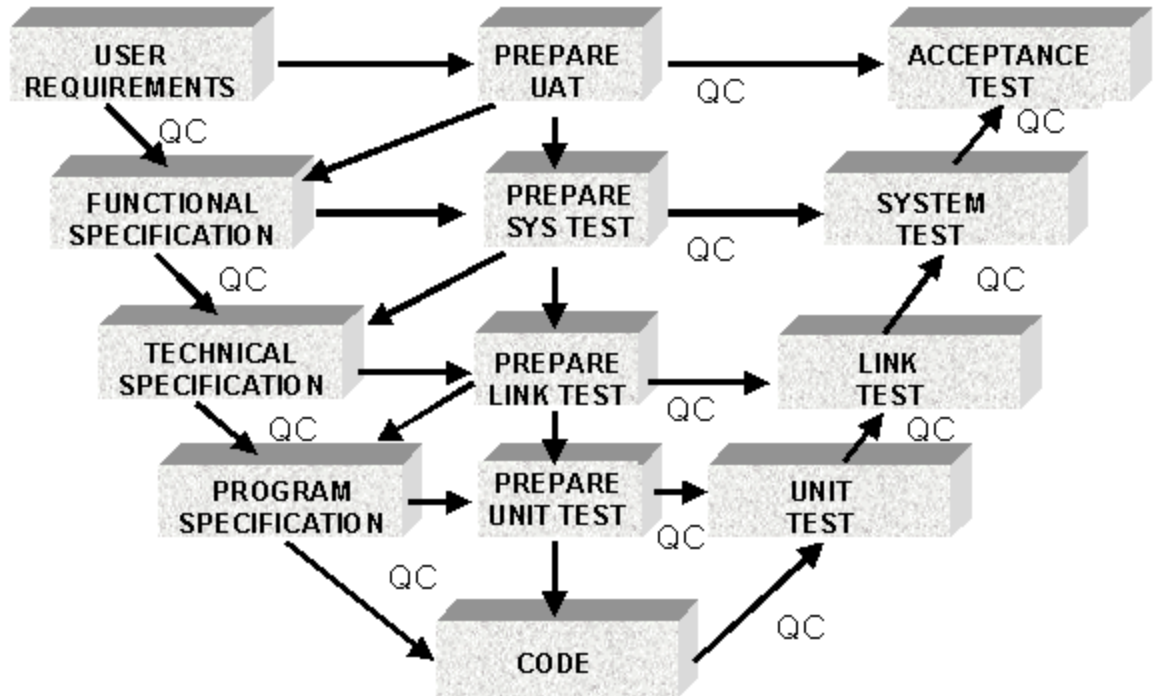 USER
REQUIREMENTS
PREPARE
UAT
ACCEPTANCE
TEST
QC
QC
QC
FUNCTIONAL
SPECIFICATION
PREPARE
SYS TEST
SYSTEM
TEST
QC
QC
QC
TECHNICAL
SPECIFICATION
PREPARE
LINK TEST
LINK
TEST
QC
QC
QC
PROGRAM
SPECIFICATION
PREPARE
UNIT TEST
UNIT
TEST
QC
QC
QC
CODE